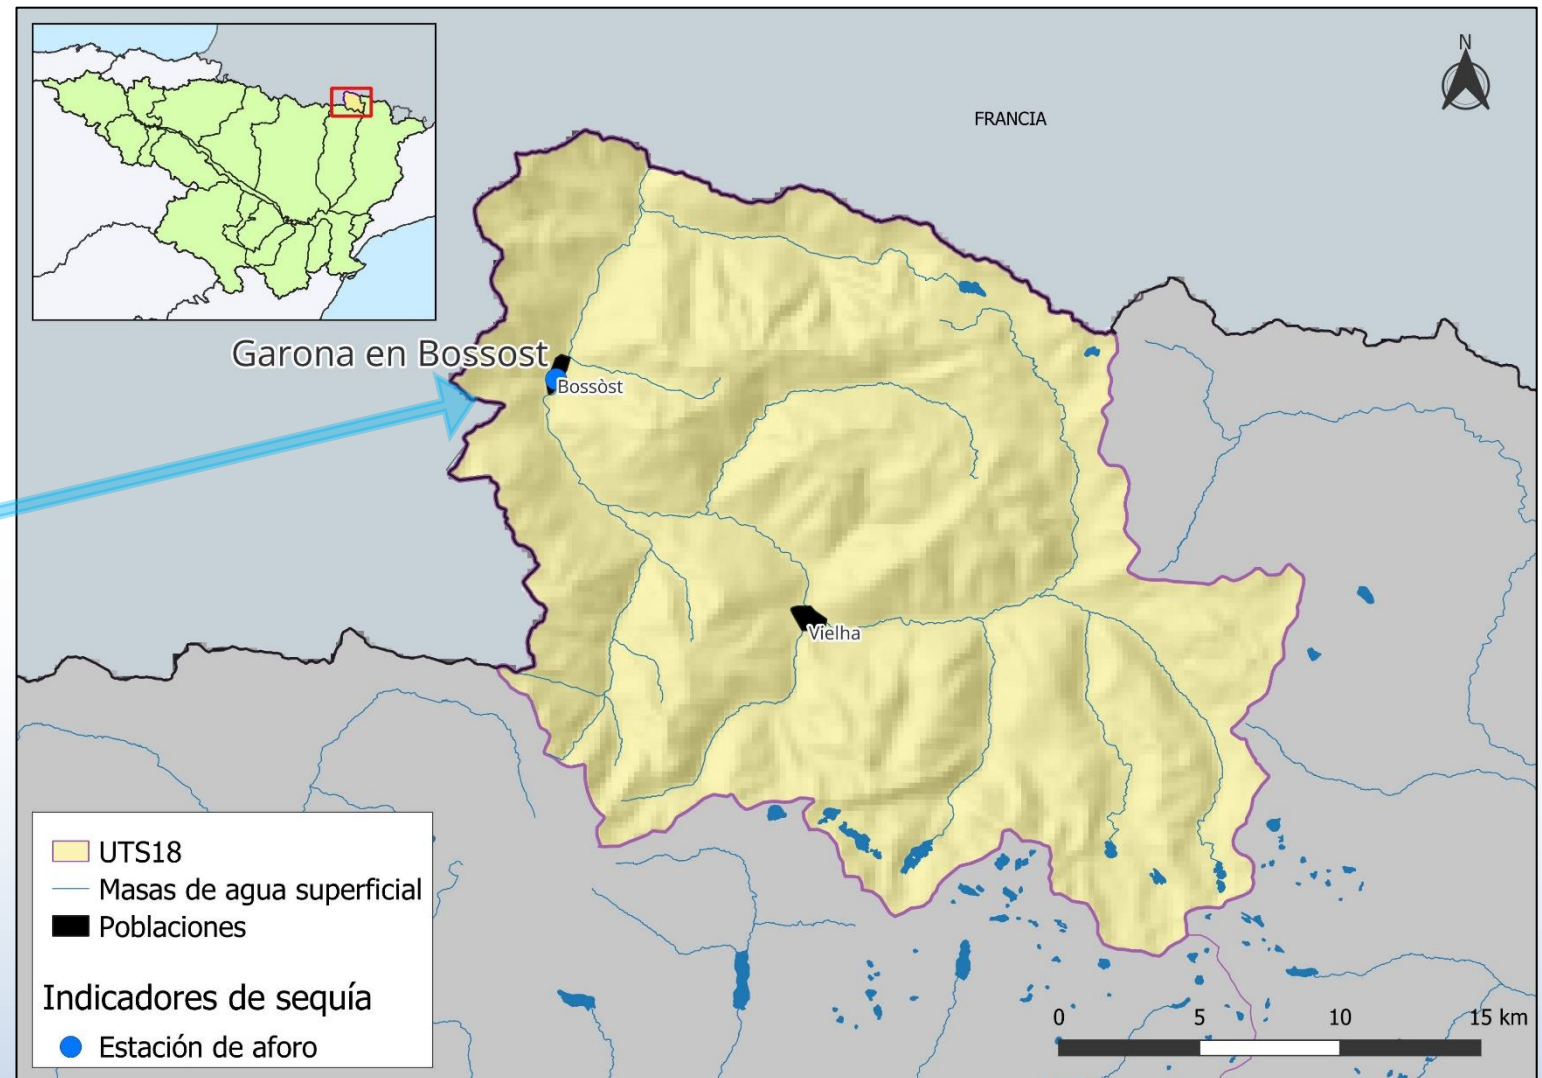 N
FRANCIA
Garona en Bossost
Bossòst
Vielha
UTS18
Masas de agua superficial
Poblaciones
Indicadores de sequía
Estación de aforo
0 5 10 15 km